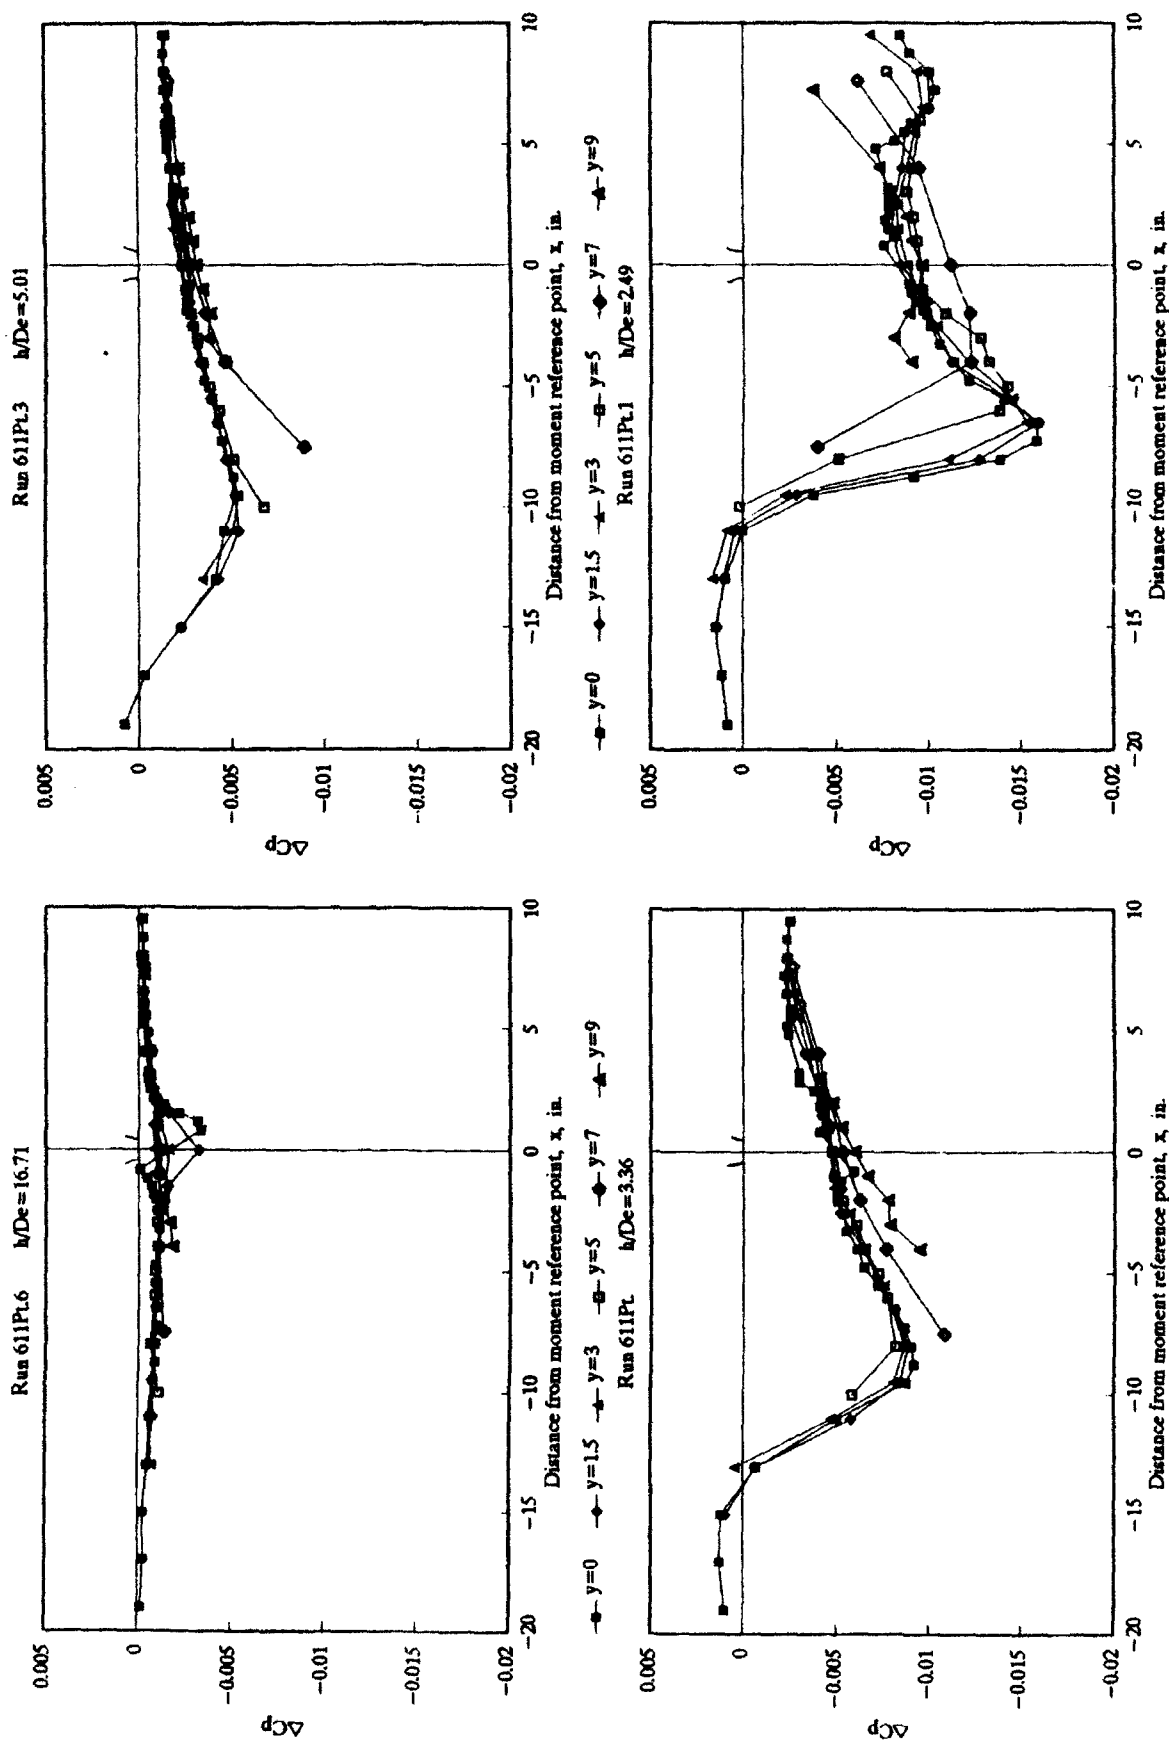 Run 611Pt.6 h/De=16.71
0.005
0
-0.005
-0.01
-0.015
-0.02
ΔCp
-20 -15 -10 -5 0 5 10
Distance from moment reference point, x, in.
Run 611Pt.3 h/De=5.01
0.005
0
-0.005
-0.01
-0.015
-0.02
ΔCp
-20 -15 -10 -5 0 5 10
Distance from moment reference point, x, in.
y=0 y=1.5 y=3 y=5 y=7 y=9
y=0 y=1.5 y=3 y=5 y=7 y=9
Run 611Pt h/De=3.36
0.005
0
-0.005
-0.01
-0.015
-0.02
ΔCp
-20 -15 -10 -5 0 5 10
Distance from moment reference point, x, in.
Run 611Pt.1 h/De=2.49
0.005
0
-0.005
-0.01
-0.015
-0.02
ΔCp
-20 -15 -10 -5 0 5 10
Distance from moment reference point, x, in.